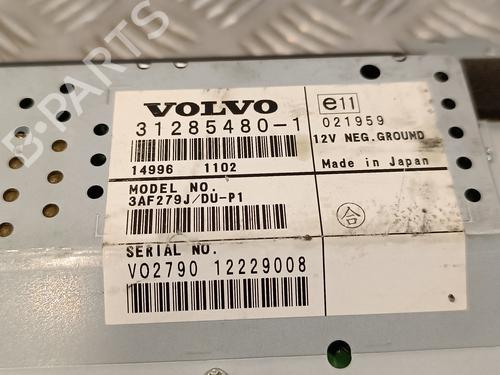 VOLVO
31285480-1
14996 1102
MODEL NO.
3AF279J/DU-P1
SERIAL NO.
VO2790 12229008
e11
021959
12V NEG.GROUND
Made in Japan
合
B-PARTS